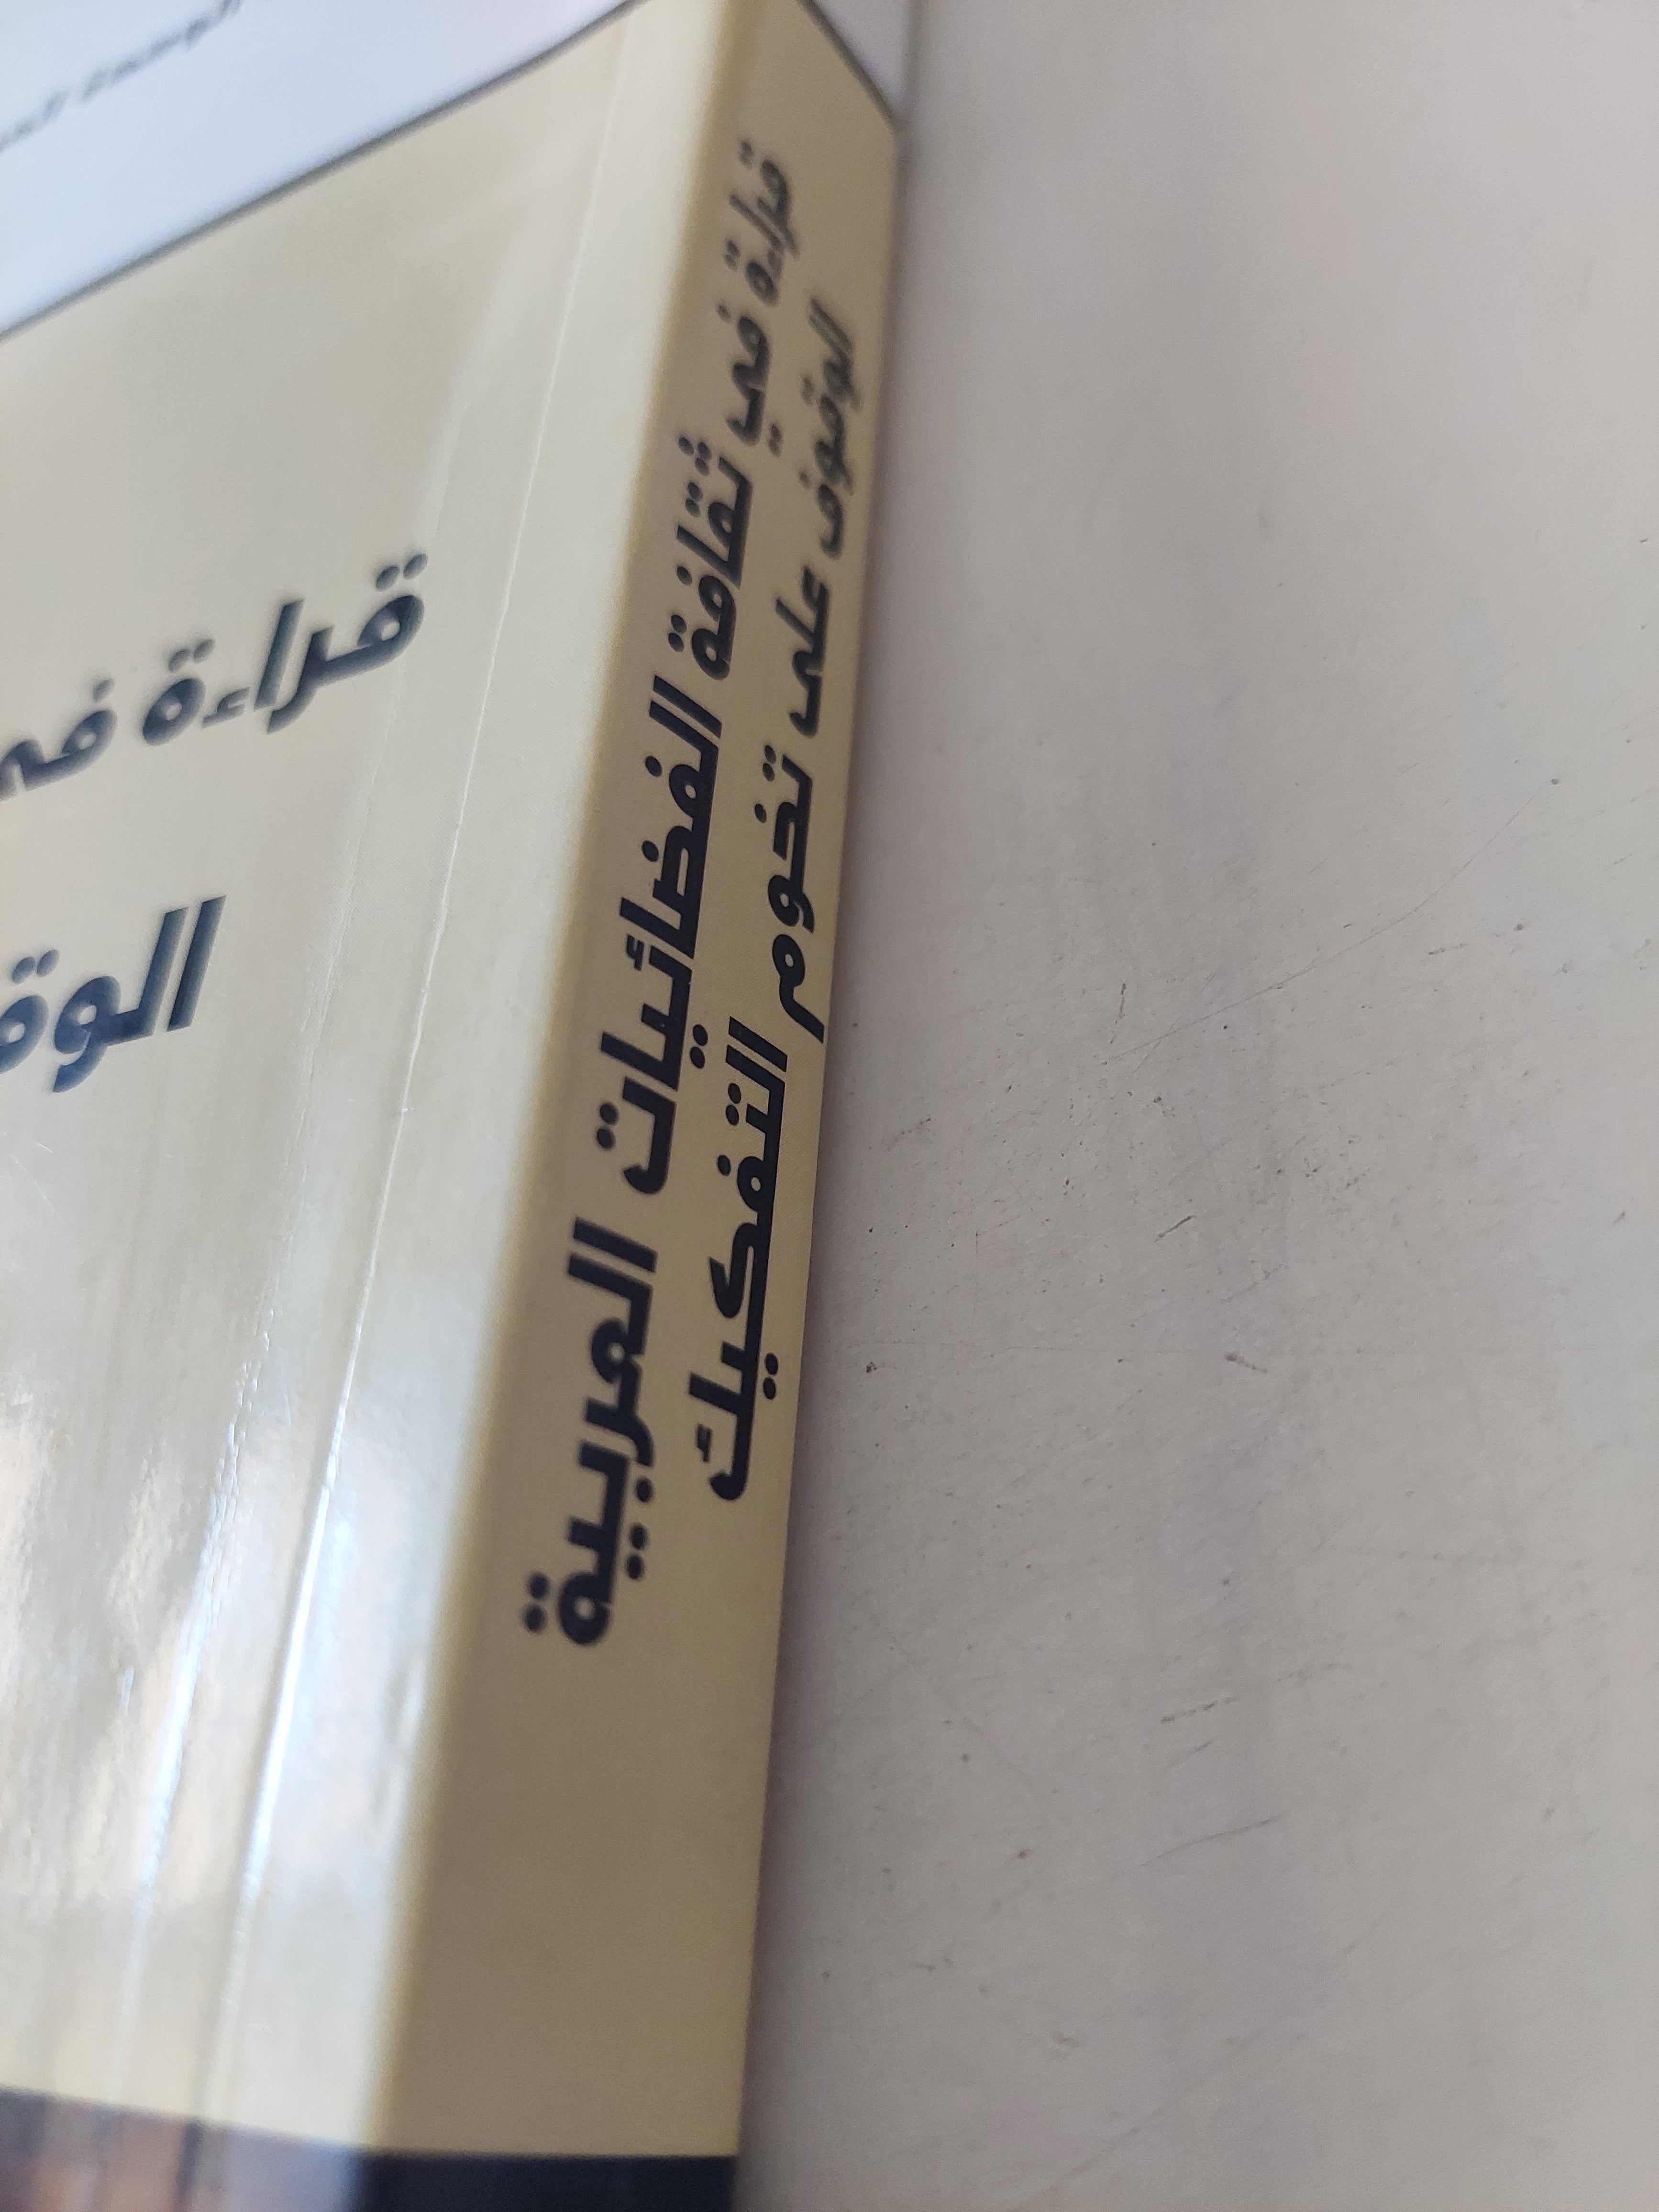 قراءة في
الوق
قراءة في ثقافة الفضائيات العربية
الوقوف على تخوم التفكيك